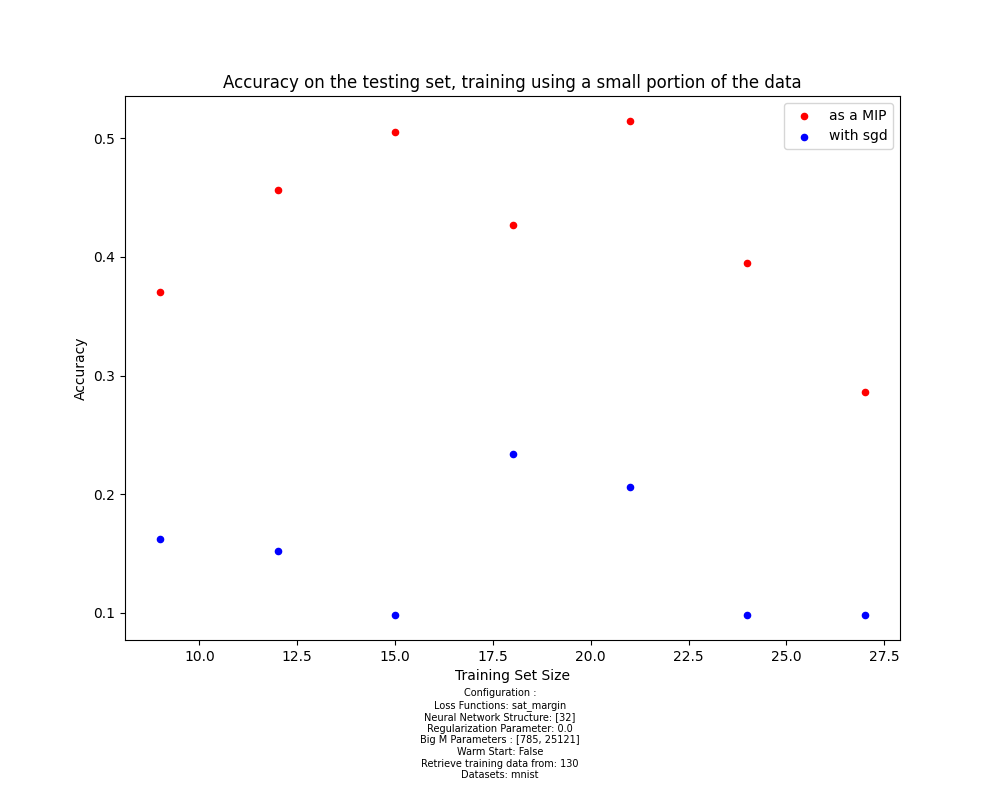 Accuracy on the testing set, training using a small portion of the data
as a MIP
with sgd
0.5
0.4
0.3
0.2
0.1
Accuracy
10.0 12.5 15.0 17.5 20.0 22.5 25.0 27.5
Training Set Size
Configuration :
Loss Functions: sat_margin
Neural Network Structure: [32]
Regularization Parameter: 0.0
Big M Parameters : [785, 25121]
Warm Start: False
Retrieve training data from: 130
Datasets: mnist